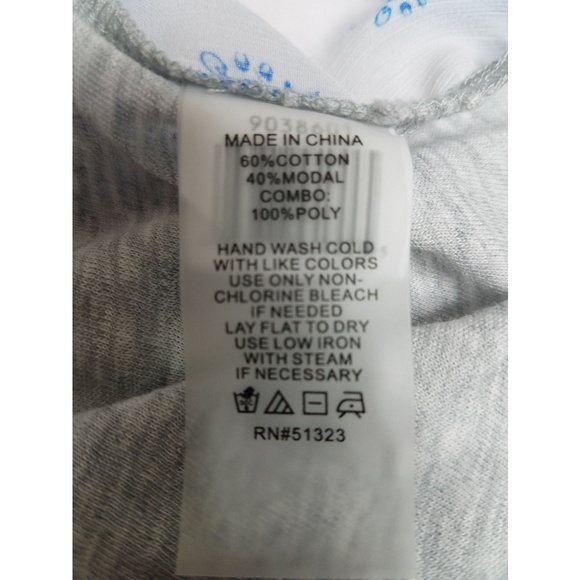 MADE IN CHINA
60%COTTON
40%MODAL
COMBO:
100%POLY
HAND WASH COLD
WITH LIKE COLORS
USE ONLY NON-
CHLORINE BLEACH
IF NEEDED
LAY FLAT TO DRY
USE LOW IRON
WITH STEAM
IF NECESSARY
RN#51323